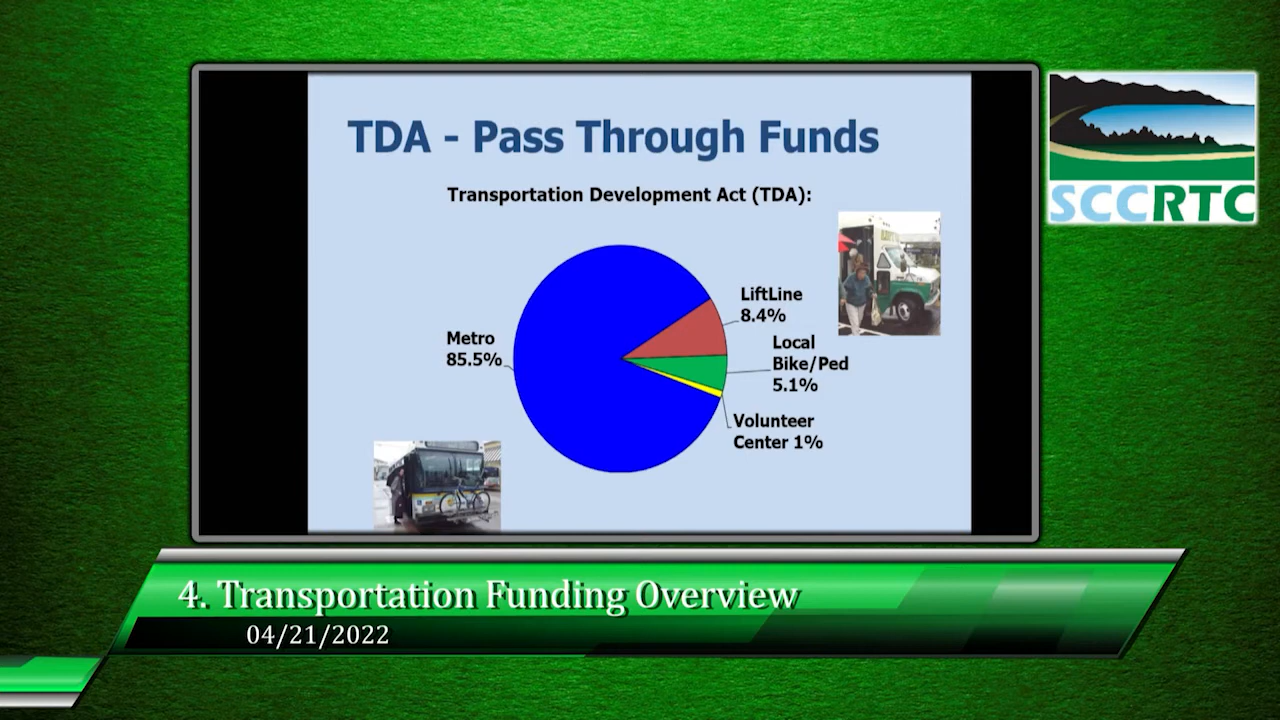 TDA - Pass Through Funds
Transportation Development Act (TDA):
LiftLine
8.4%
Metro
85.5%
Local
Bike/Ped
5.1%
Volunteer
Center 1%
SCCRTC
4. Transportation Funding Overview
04/21/2022